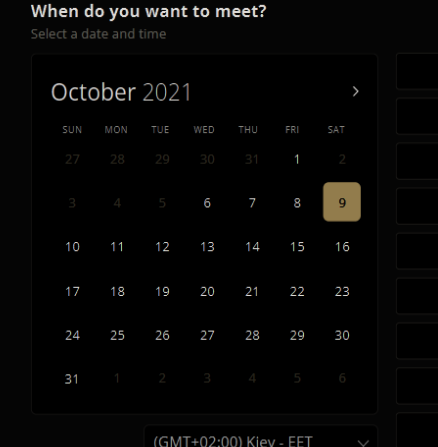 When do you want to meet?
Select a date and time
October 2021 >
SUN MON TUE WED THU FRI SAT
27 28 29 30 31 1 2
3 4 5 6 7 8 9
10 11 12 13 14 15 16
17 18 19 20 21 22 23
24 25 26 27 28 29 30
31 1 2 3 4 5 6
(GMT+02:00) Kiev - EET